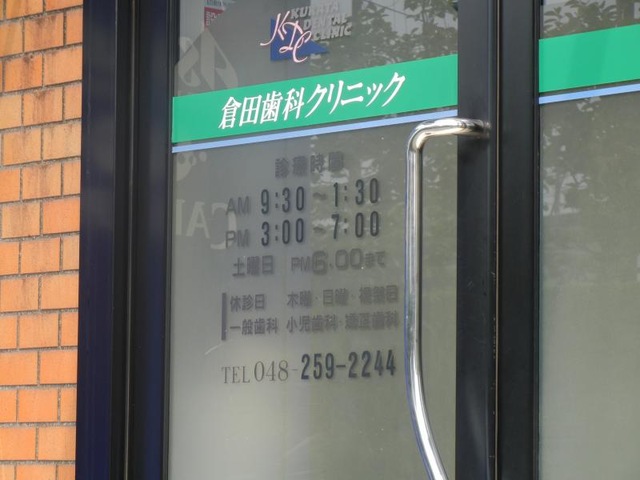 KURATA
DENTAL
CLINIC
KDC
倉田歯科クリニック
診療時間
AM 9:30～1:30
PM 3:00～7:00
土曜日 PM6:00まで
休診日 木曜・日曜・祝祭日
一般歯科 小児歯科・矯正歯科
TEL 048-259-2244